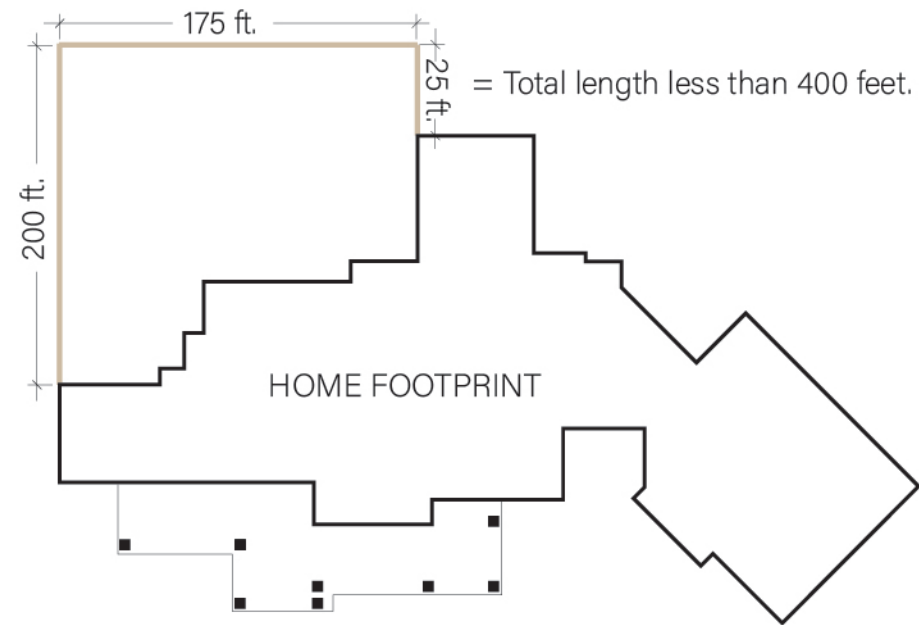 175 ft.
25 ft.
= Total length less than 400 feet.
200 ft.
HOME FOOTPRINT